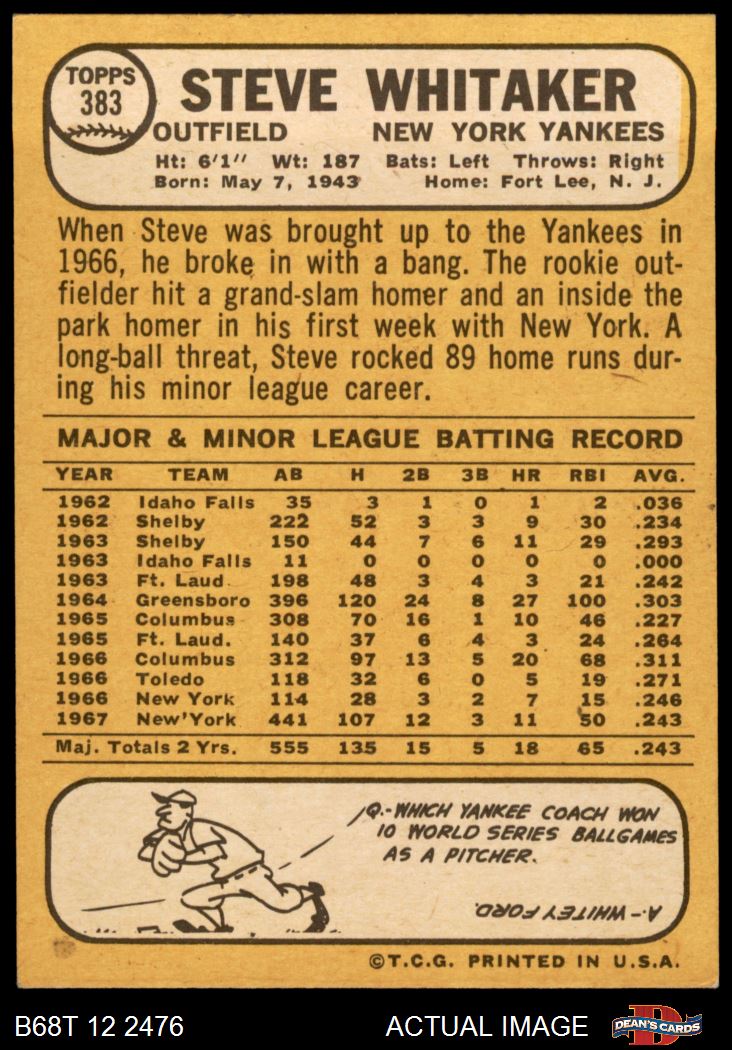 TOPPS
383
STEVE WHITAKER
OUTFIELD NEW YORK YANKEES
Ht: 6'1" Wt: 187 Bats: Left Throws: Right
Born: May 7, 1943 Home: Fort Lee, N. J.
When Steve was brought up to the Yankees in
1966, he broke in with a bang. The rookie out-
fielder hit a grand-slam homer and an inside the
park homer in his first week with New York. A
long-ball threat, Steve rocked 89 home runs dur-
ing his minor league career.
MAJOR & MINOR LEAGUE BATTING RECORD
YEAR TEAM AB H 2B 3B HR RBI AVG.
1962 Idaho Falls 35 3 1 0 1 2 .036
1962 Shelby 222 52 3 3 9 30 .234
1963 Shelby 150 44 7 6 11 29 .293
1963 Idaho Falls 11 0 0 0 0 0 .000
1963 Ft. Laud. 198 48 3 4 3 21 .242
1964 Greensboro 396 120 24 8 27 100 .303
1965 Columbus 308 70 16 1 10 46 .227
1965 Ft. Laud. 140 37 6 4 3 24 .264
1966 Columbus 312 97 13 5 20 68 .311
1966 Toledo 118 32 6 0 5 19 .271
1966 New York 114 28 3 2 7 15 .246
1967 New York 441 107 12 3 11 50 .243
Maj. Totals 2 Yrs. 555 135 15 5 18 65 .243
Q.-WHICH YANKEE COACH WON
10 WORLD SERIES BALLGAMES
AS A PITCHER.
A.-WHITEY FORD.
©T.C.G. PRINTED IN U.S.A.
B68T 12 2476 ACTUAL IMAGE
D
DEAN'S CARDS